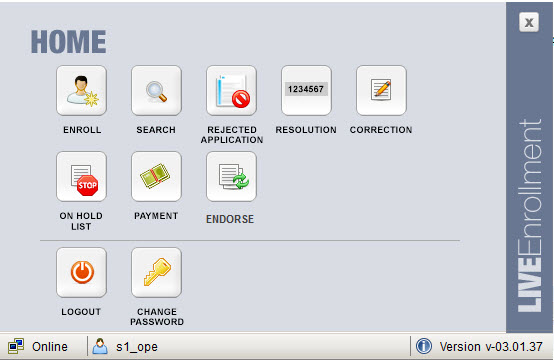 HOME
X
ENROLL
SEARCH
REJECTED
APPLICATION
1234567
RESOLUTION
CORRECTION
STOP
ON HOLD
LIST
PAYMENT
ENDORSE
LOGOUT
CHANGE
PASSWORD
LIVEEnrollment
Online
s1_ope
Version v-03.01.37